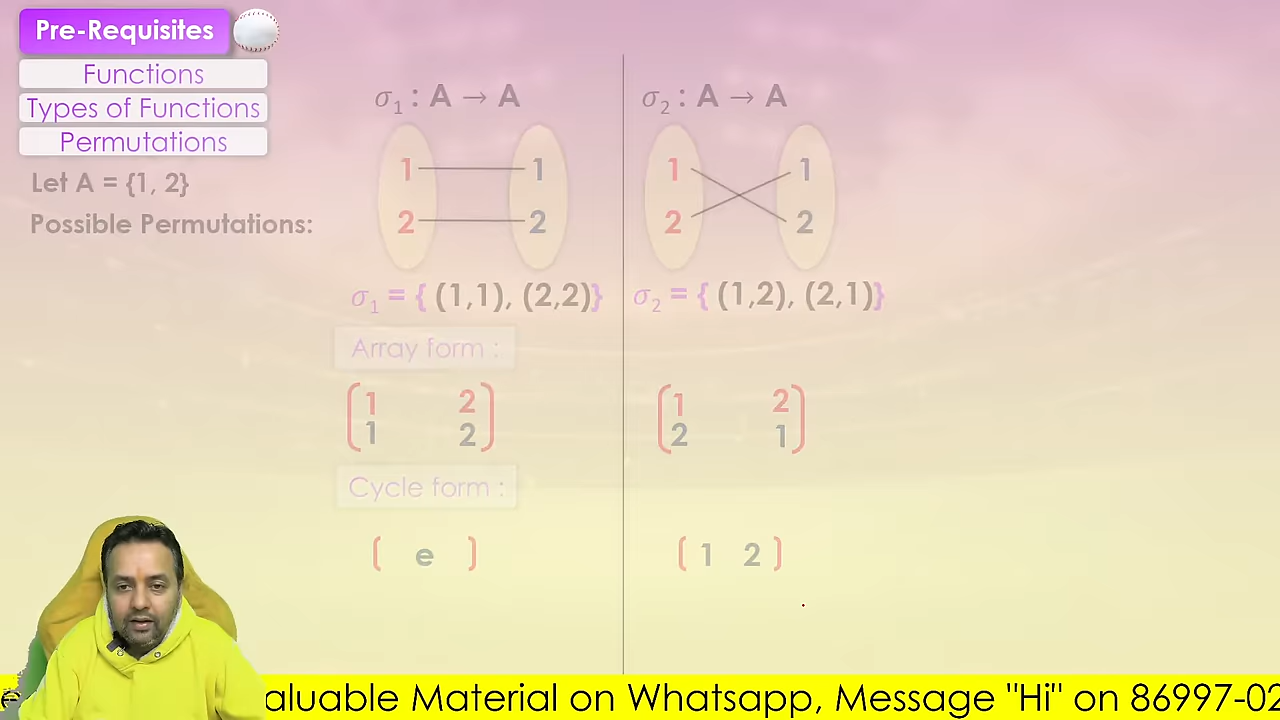 Pre-Requisites
Functions
Types of Functions
Permutations
Let A = {1, 2}
Possible Permutations:
σ₁ : A → A
1 1
2 2
σ₁ = { (1,1), (2,2)}
Array form :
( 1 2 )
( 1 2 )
Cycle form :
( e )
σ₂ : A → A
1 1
2 2
σ₂ = { (1,2), (2,1)}
( 1 2 )
( 2 1 )
( 1 2 )
aluable Material on Whatsapp, Message "Hi" on 86997-02